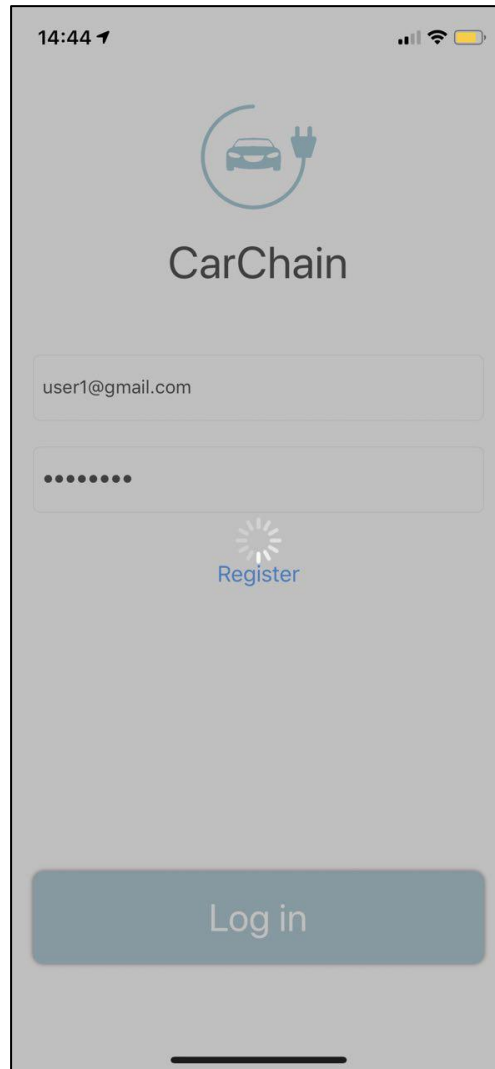 14:44
CarChain
user1@gmail.com
••••••••
Register
Log in